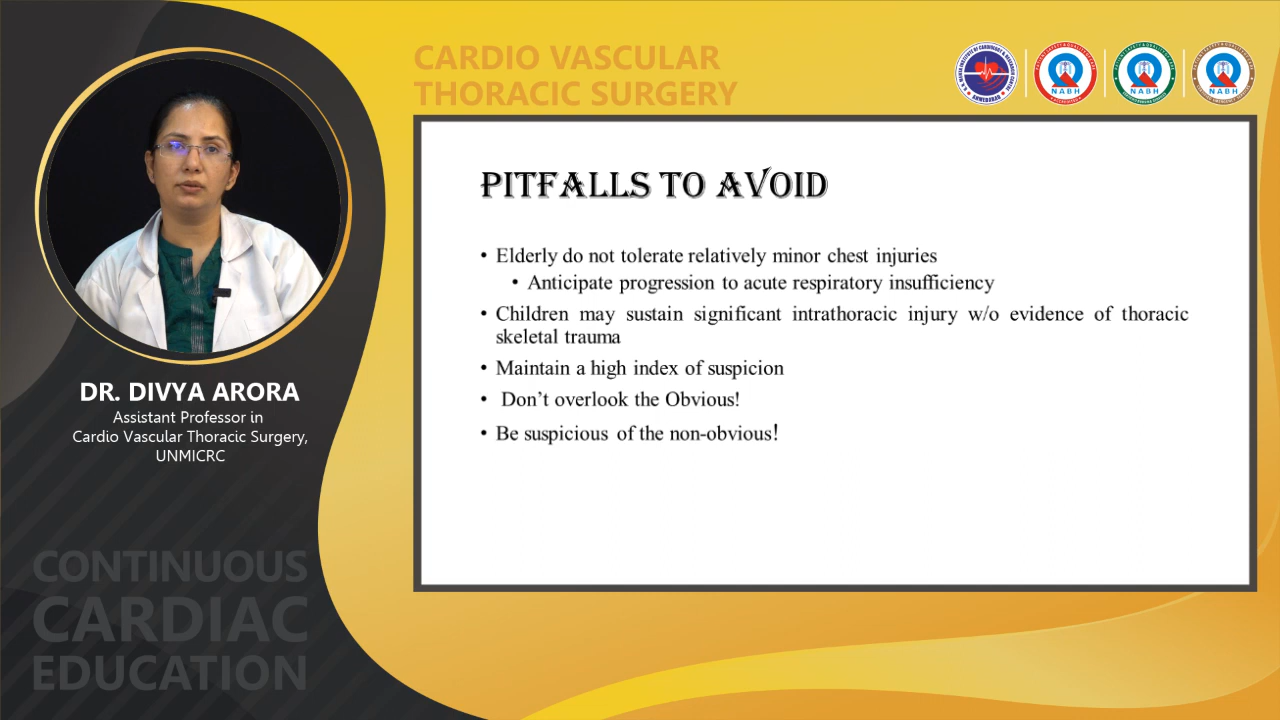 CARDIO VASCULAR
THORACIC SURGERY
NABH
NABH
NABH
PITFALLS TO AVOID
• Elderly do not tolerate relatively minor chest injuries
• Anticipate progression to acute respiratory insufficiency
• Children may sustain significant intrathoracic injury w/o evidence of thoracic
skeletal trauma
• Maintain a high index of suspicion
• Don’t overlook the Obvious!
• Be suspicious of the non-obvious!
DR. DIVYA ARORA
Assistant Professor in
Cardio Vascular Thoracic Surgery,
UNMICRC
CONTINUOUS
CARDIAC
EDUCATION